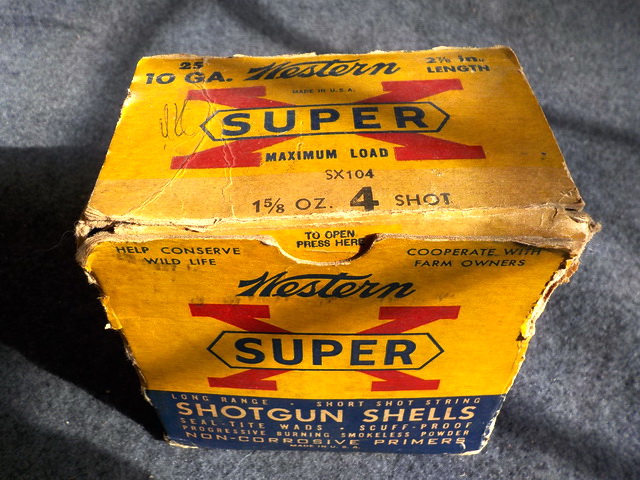 25
10 GA. Western 2⅞ in. LENGTH
MADE IN U.S.A.
X
SUPER
MAXIMUM LOAD
SX104
1⅝ OZ. 4 SHOT
TO OPEN
PRESS HERE
HELP CONSERVE
WILD LIFE
COOPERATE WITH
FARM OWNERS
Western
X
SUPER
LONG RANGE - SHORT SHOT STRING
SHOTGUN SHELLS
SEAL-TITE WADS - SCUFF-PROOF
PROGRESSIVE BURNING SMOKELESS POWDER
NON-CORROSIVE PRIMERS
MADE IN U.S.A.